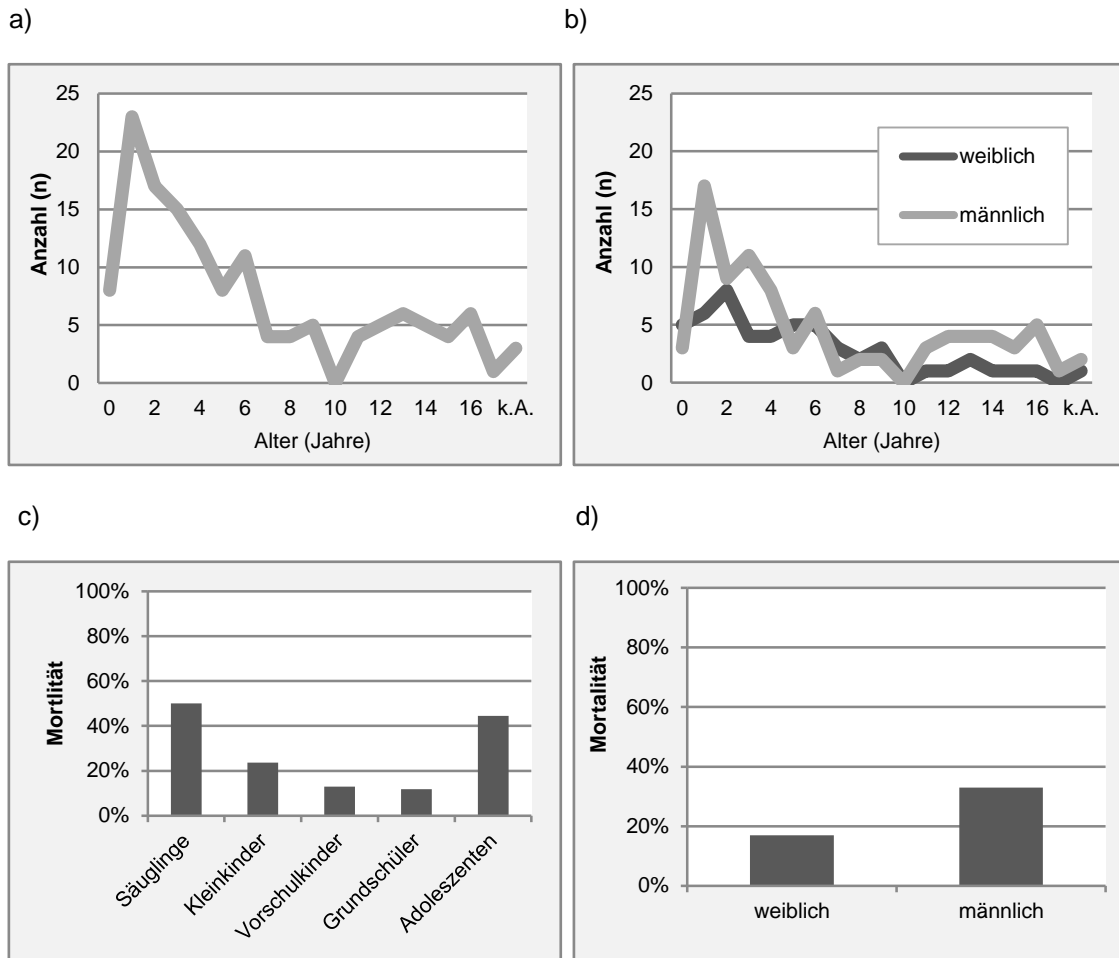 a)
25
20
15
10
5
0
Anzahl (n)
0 2 4 6 8 10 12 14 16 k.A.
Alter (Jahre)
b)
25
20
15
10
5
0
Anzahl (n)
weiblich
männlich
0 2 4 6 8 10 12 14 16 k.A.
Alter (Jahre)
c)
100%
80%
60%
40%
20%
0%
Mortlität
Säuglinge
Kleinkinder
Vorschulkinder
Grundschüler
Adoleszenten
d)
100%
80%
60%
40%
20%
0%
Mortalität
weiblich männlich